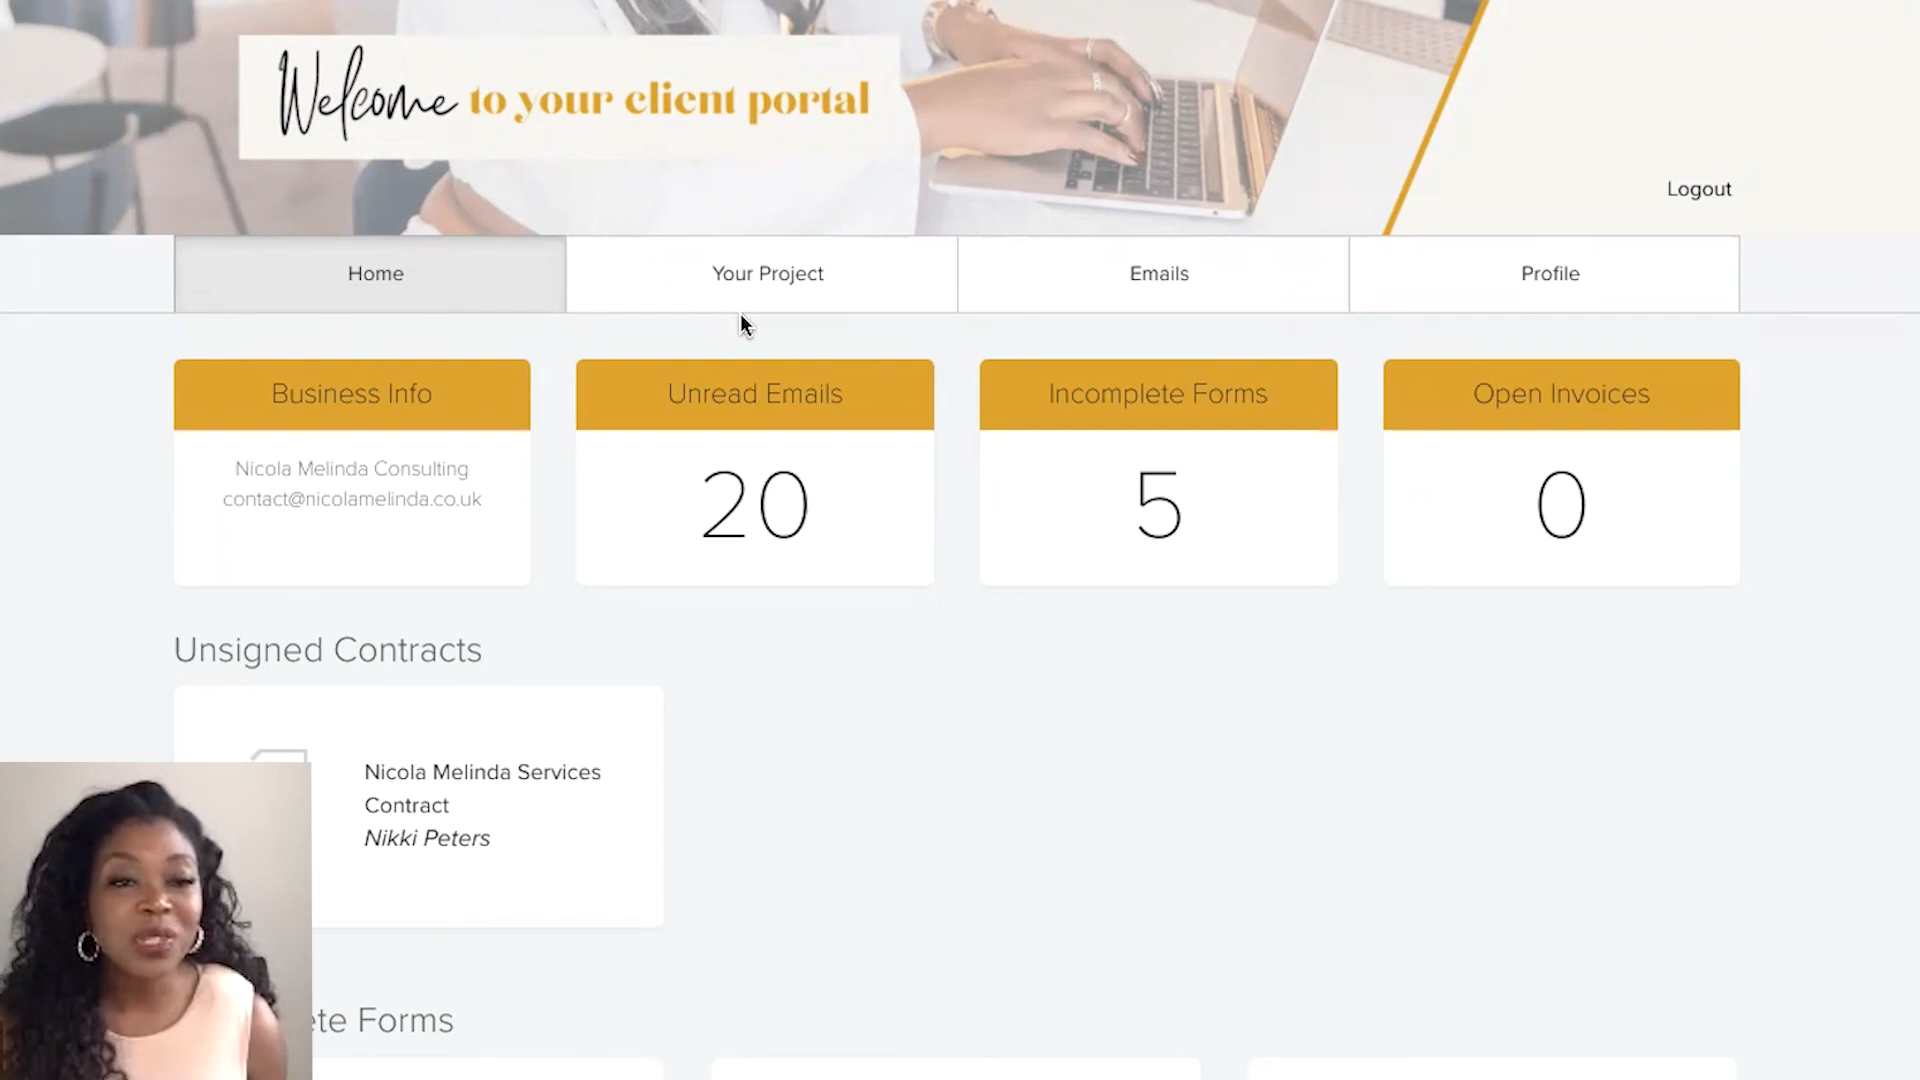 Welcome to your client portal
Logout
Home
Your Project
Emails
Profile
Business Info
Unread Emails
Incomplete Forms
Open Invoices
Nicola Melinda Consulting
contact@nicolamelinda.co.uk
20
5
0
Unsigned Contracts
Nicola Melinda Services
Contract
Nikki Peters
ete Forms